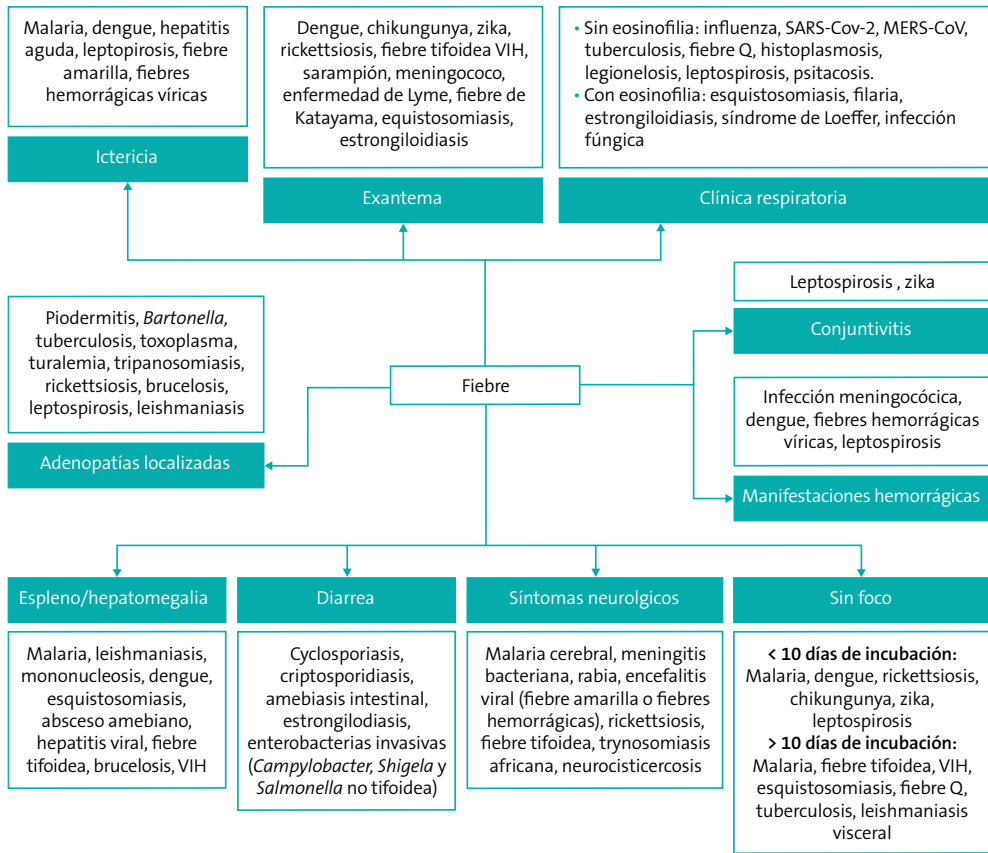 Malaria, dengue, hepatitis
aguda, leptopirosis, fiebre
amarilla, fiebres
hemorrágicas víricas
Ictericia
Dengue, chikungunya, zika,
rickettsiosis, fiebre tifoidea VIH,
sarampión, meningococo,
enfermedad de Lyme, fiebre de
Katayama, equistosomiasis,
estrongiloidiasis
Exantema
• Sin eosinofilia: influenza, SARS-Cov-2, MERS-CoV,
tuberculosis, fiebre Q, histoplasmosis,
legionelosis, leptospirosis, psitacosis.
• Con eosinofilia: esquistosomiasis, filaria,
estrongiloidiasis, síndrome de Loeffer, infección
fúngica
Clínica respiratoria
Piodermitis, Bartonella,
tuberculosis, toxoplasma,
turalemia, tripanosomiasis,
rickettsiosis, brucelosis,
leptospirosis, leishmaniasis
Adenopatías localizadas
Fiebre
Leptospirosis , zika
Conjuntivitis
Infección meningocócica,
dengue, fiebres hemorrágicas
víricas, leptospirosis
Manifestaciones hemorrágicas
Espleno/hepatomegalia
Malaria, leishmaniasis,
mononucleosis, dengue,
esquistosomiasis,
absceso amebiano,
hepatitis viral, fiebre
tifoidea, brucelosis, VIH
Diarrea
Cyclosporiasis,
criptosporidiasis,
amebiasis intestinal,
estrongilodiasis,
enterobacterias invasivas
(Campylobacter, Shigela y
Salmonella no tifoidea)
Síntomas neurolgicos
Malaria cerebral, meningitis
bacteriana, rabia, encefalitis
viral (fiebre amarilla o fiebres
hemorrágicas), rickettsiosis,
fiebre tifoidea, trynosomiasis
africana, neurocisticercosis
Sin foco
< 10 días de incubación:
Malaria, dengue, rickettsiosis,
chikungunya, zika,
leptospirosis
> 10 días de incubación:
Malaria, fiebre tifoidea, VIH,
esquistosomiasis, fiebre Q,
tuberculosis, leishmaniasis
visceral